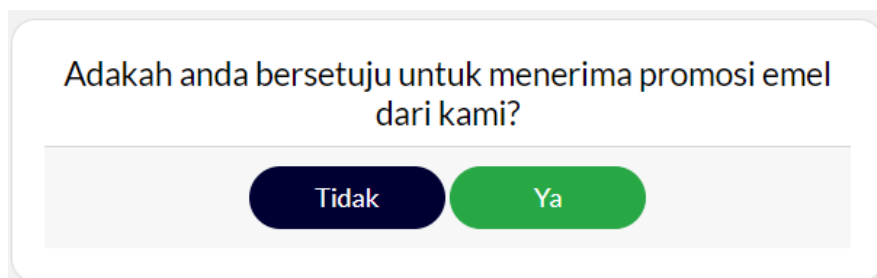 Adakah anda bersetuju untuk menerima promosi emel
dari kami?
Tidak
Ya